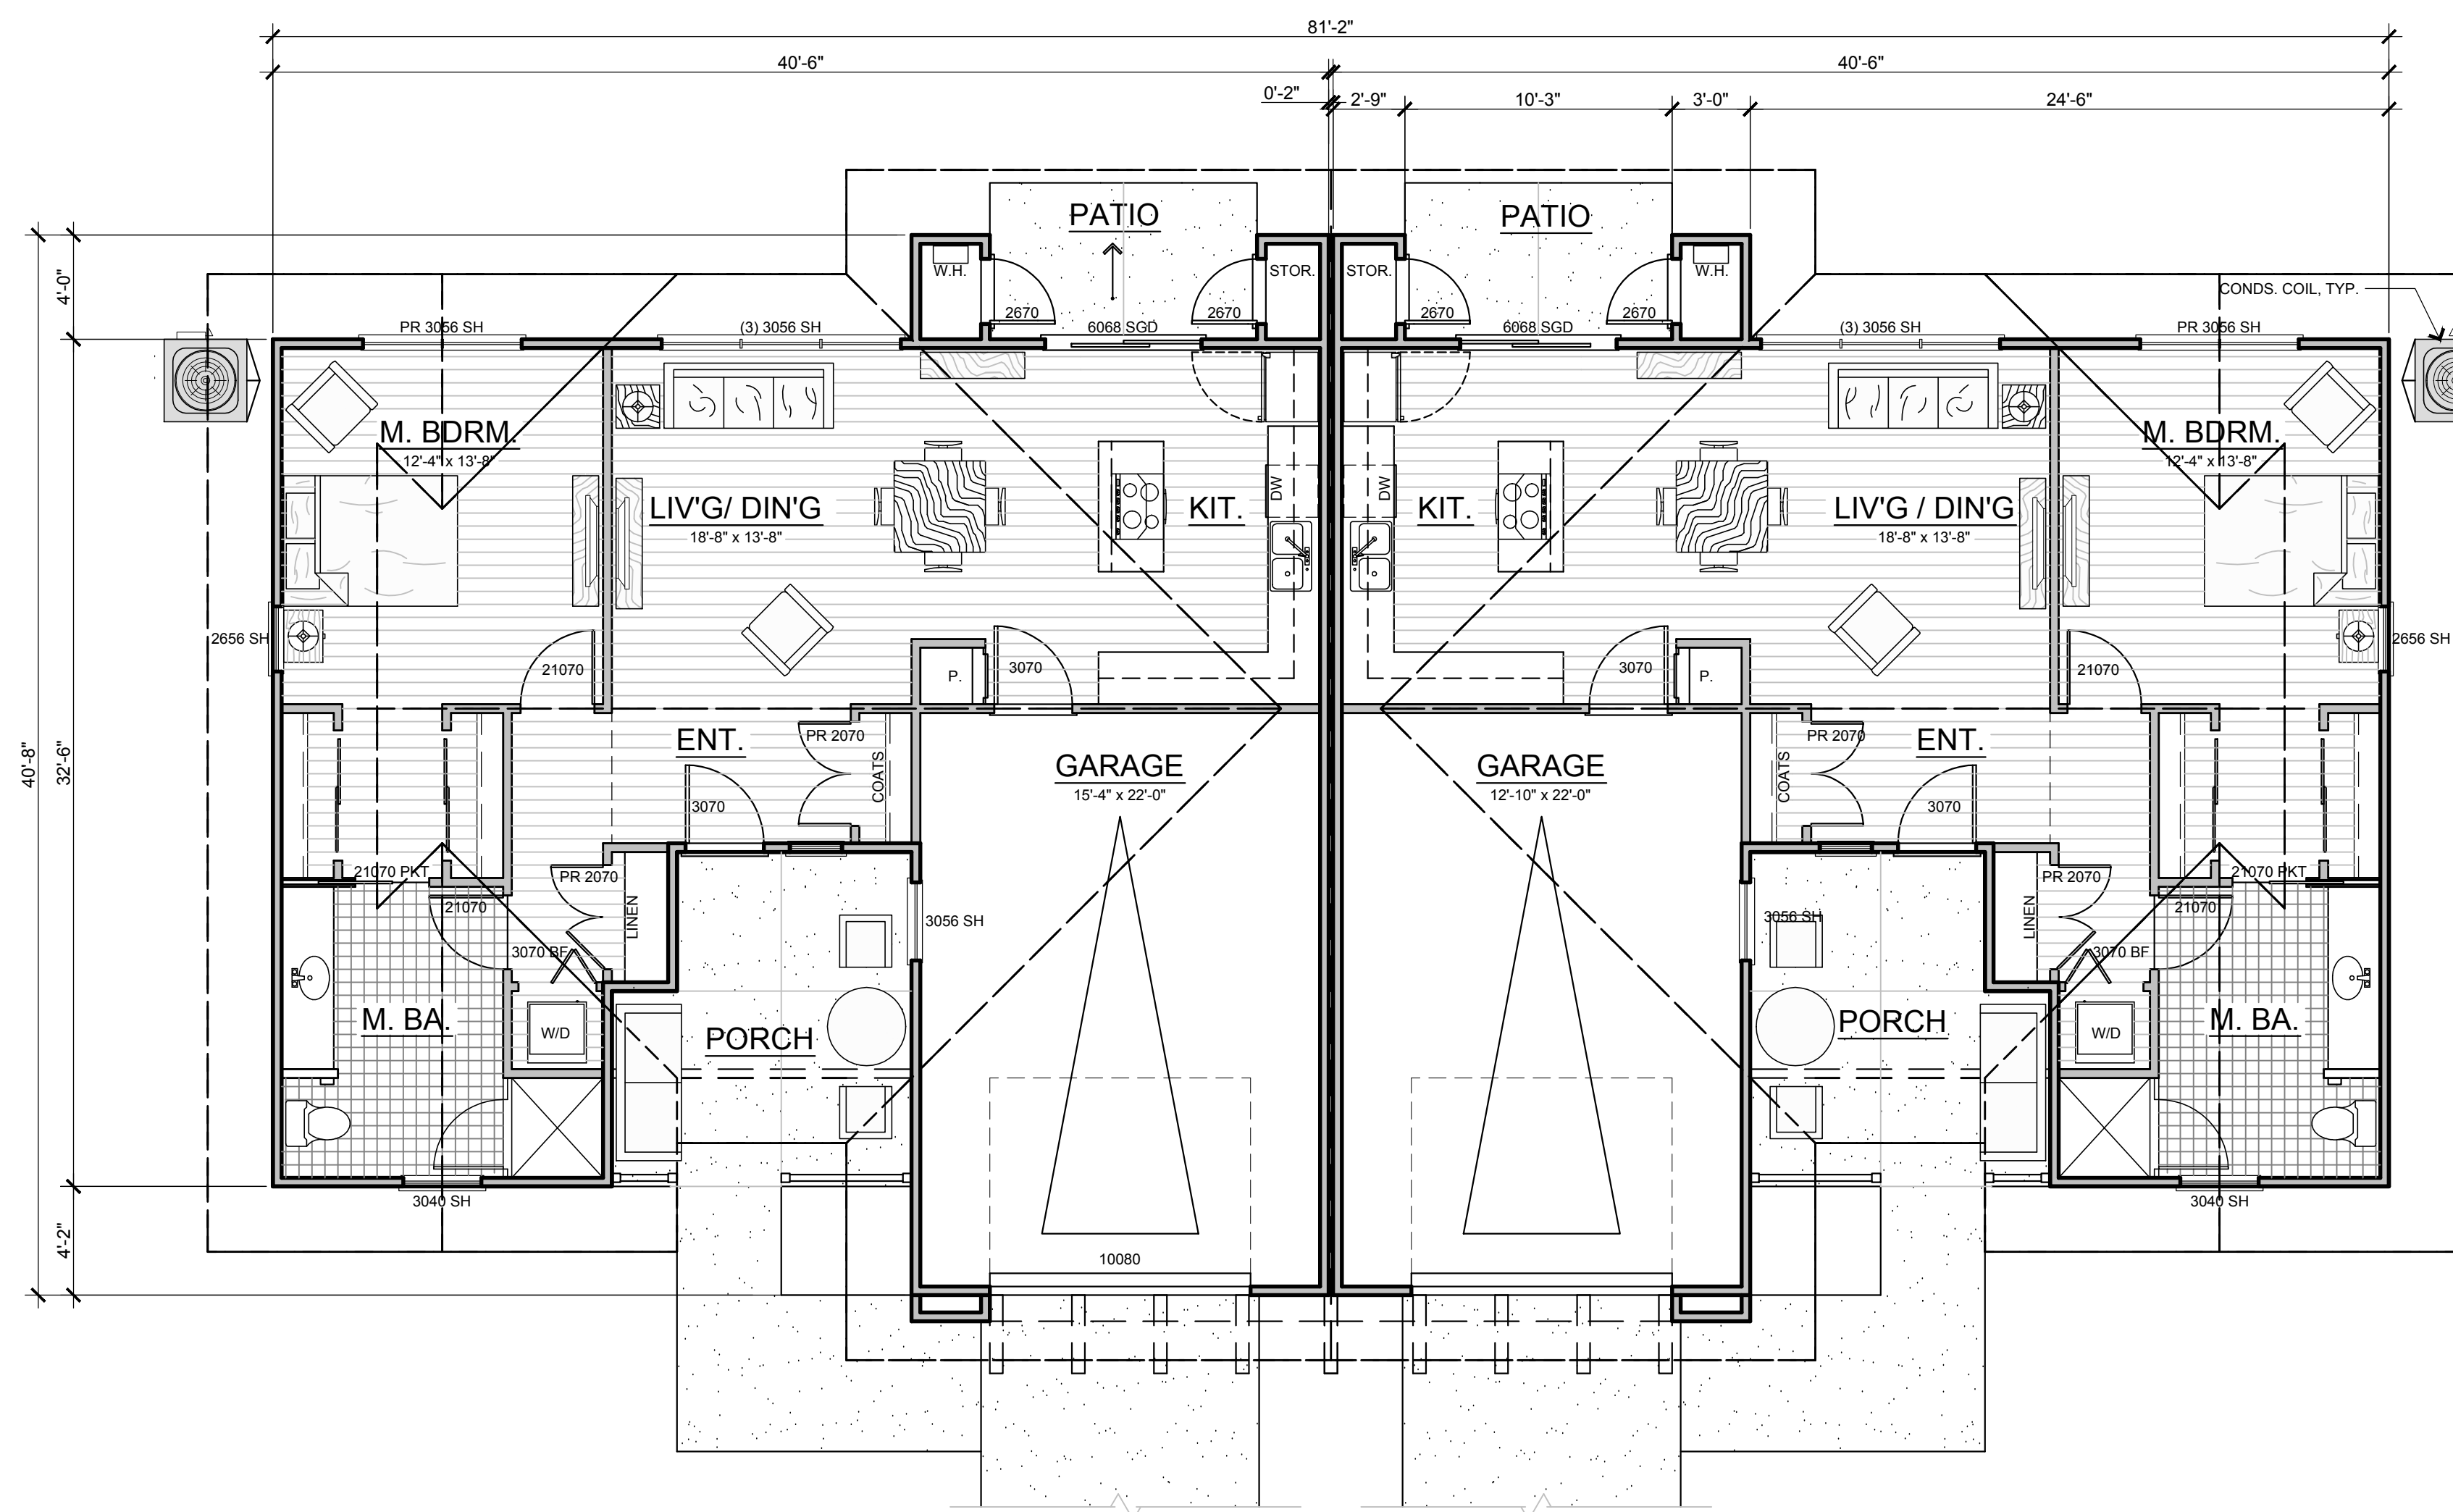 81'-2"
40'-6" 40'-6"
0'-2" 2'-9" 10'-3" 3'-0" 24'-6"
PATIO PATIO
W.H. STOR. STOR. W.H.
4'-0"
CONDS. COIL, TYP.
2670 2670 2670 2670
PR 3056 SH (3) 3056 SH 6068 SGD 6068 SGD (3) 3056 SH PR 3056 SH
M. BDRM. M. BDRM.
12'-4" x 13'-8" 12'-4" x 13'-8"
DW DW
LIV'G/ DIN'G KIT. KIT. LIV'G / DIN'G
18'-8" x 13'-8" 18'-8" x 13'-8"
2656 SH 2656 SH
21070 P. 3070 3070 P. 21070
ENT. PR 2070 PR 2070 ENT.
40'-8" 32'-6"
COATS COATS
GARAGE GARAGE
15'-4" x 22'-0" 12'-10" x 22'-0"
3070 3070
21070 PKT PR 2070 PR 2070 21070 PKT
21070 LINEN 3056 SH 3056 SH LINEN 21070
3070 BF 3070 BF
M. BA. W/D PORCH PORCH W/D M. BA.
3040 SH 3040 SH
4'-2"
10080